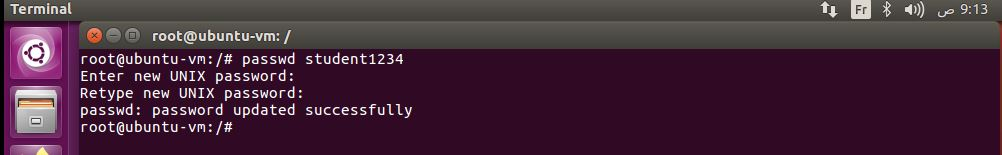 Terminal
Fr
9:13 ص
root@ubuntu-vm: /
root@ubuntu-vm:/# passwd student1234
Enter new UNIX password:
Retype new UNIX password:
passwd: password updated successfully
root@ubuntu-vm:/#